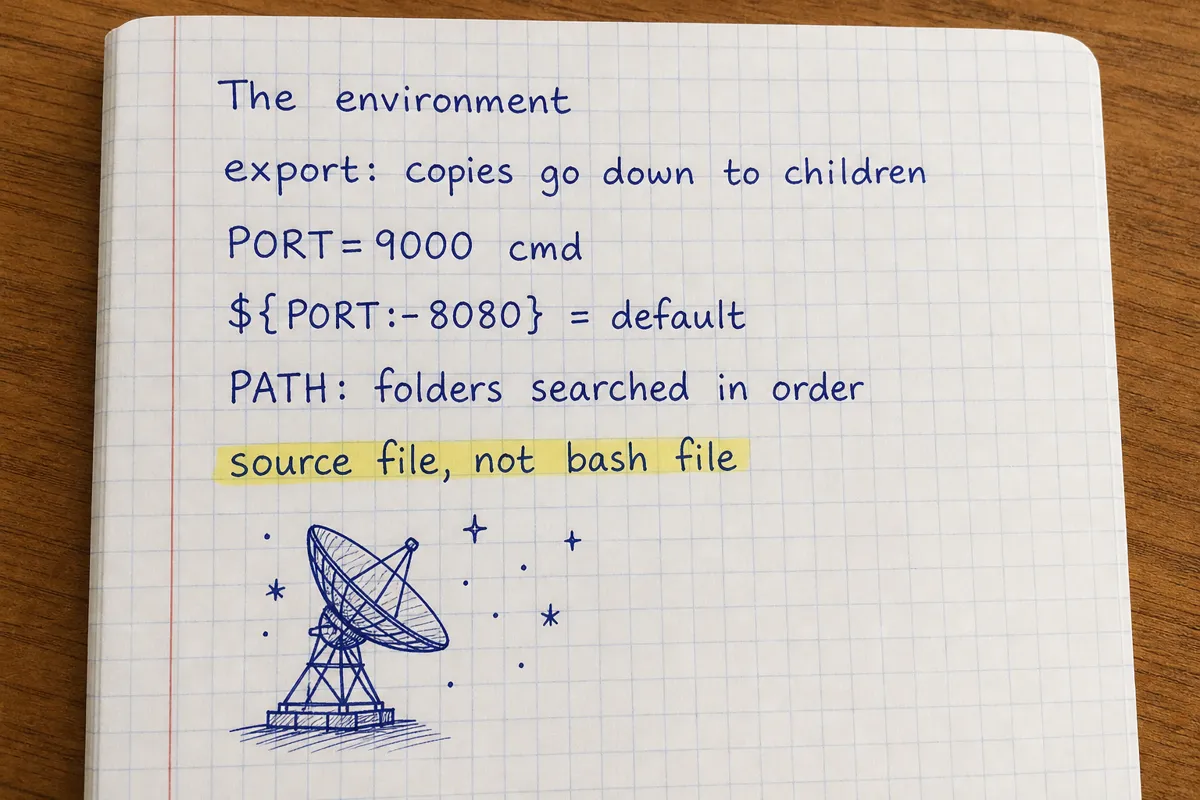 The environment
export: copies go down to children
PORT=9000 cmd
${PORT:-8080} = default
PATH: folders searched in order
source file, not bash file